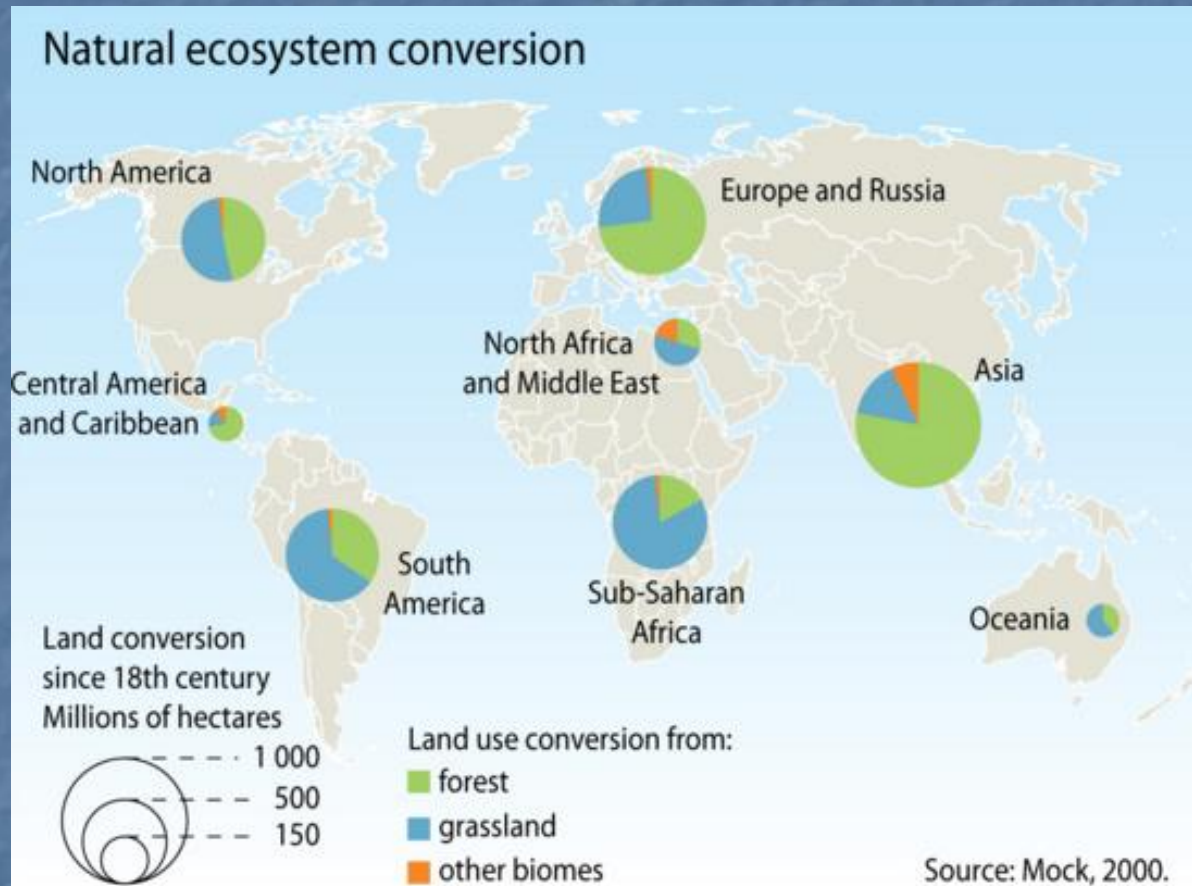 Natural ecosystem conversion
North America
Europe and Russia
North Africa
and Middle East
Asia
Central America
and Caribbean
South
America
Sub-Saharan
Africa
Oceania
Land conversion
since 18th century
Millions of hectares
1 000
500
150
Land use conversion from:
forest
grassland
other biomes
Source: Mock, 2000.